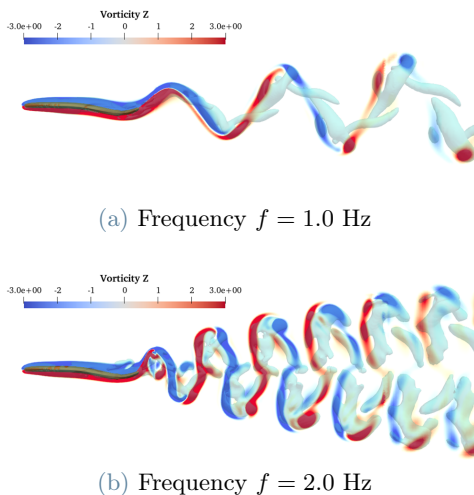 Vorticity Z
-3.0e+00 -2 -1 0 1 2 3.0e+00
(a) Frequency f = 1.0 Hz
Vorticity Z
-3.0e+00 -2 -1 0 1 2 3.0e+00
(b) Frequency f = 2.0 Hz